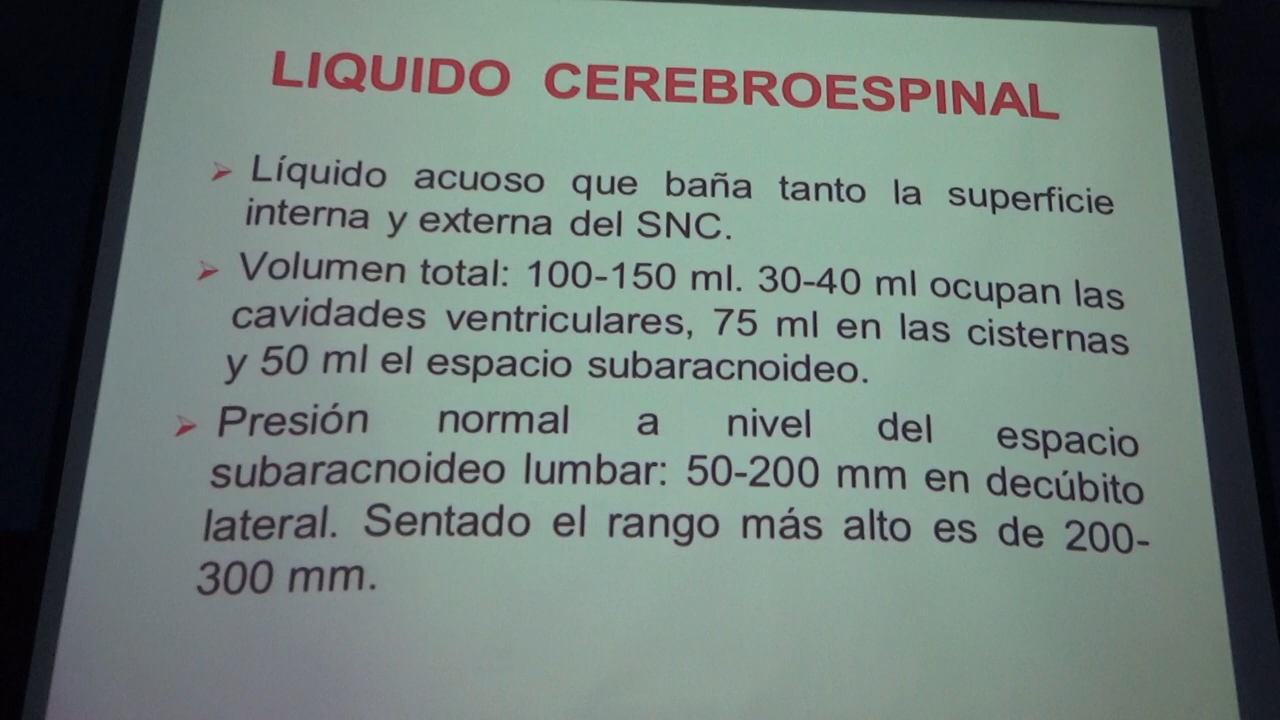 LIQUIDO CEREBROESPINAL
Líquido acuoso que baña tanto la superficie
interna y externa del SNC.
Volumen total: 100-150 ml. 30-40 ml ocupan las
cavidades ventriculares, 75 ml en las cisternas
y 50 ml el espacio subaracnoideo.
Presión normal a nivel del espacio
subaracnoideo lumbar: 50-200 mm en decúbito
lateral. Sentado el rango más alto es de 200-
300 mm.